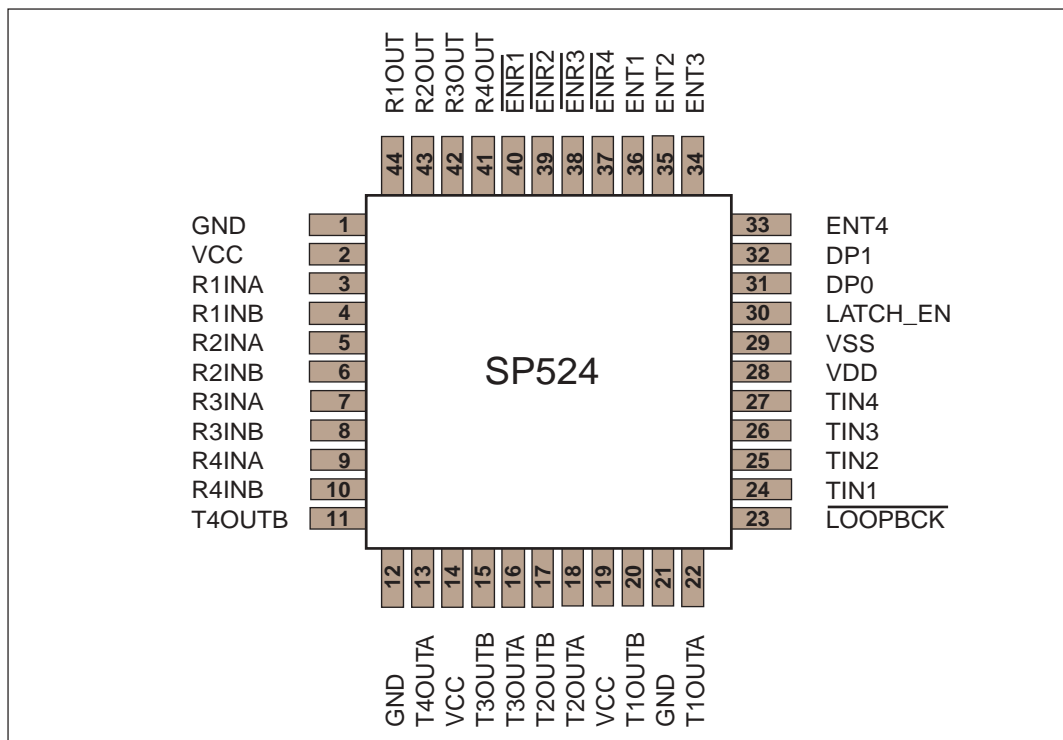 R1OUT
R2OUT
R3OUT
R4OUT
ENR1
ENR2
ENR3
ENR4
ENT1
ENT2
ENT3
44
43
42
41
40
39
38
37
36
35
34
GND 1
VCC 2
R1INA 3
R1INB 4
R2INA 5
R2INB 6
R3INA 7
R3INB 8
R4INA 9
R4INB 10
T4OUTB 11
SP524
33 ENT4
32 DP1
31 DP0
30 LATCH_EN
29 VSS
28 VDD
27 TIN4
26 TIN3
25 TIN2
24 TIN1
23 LOOPBCK
12
13
14
15
16
17
18
19
20
21
22
GND
T4OUTA
VCC
T3OUTB
T3OUTA
T2OUTB
T2OUTA
VCC
T1OUTB
GND
T1OUTA